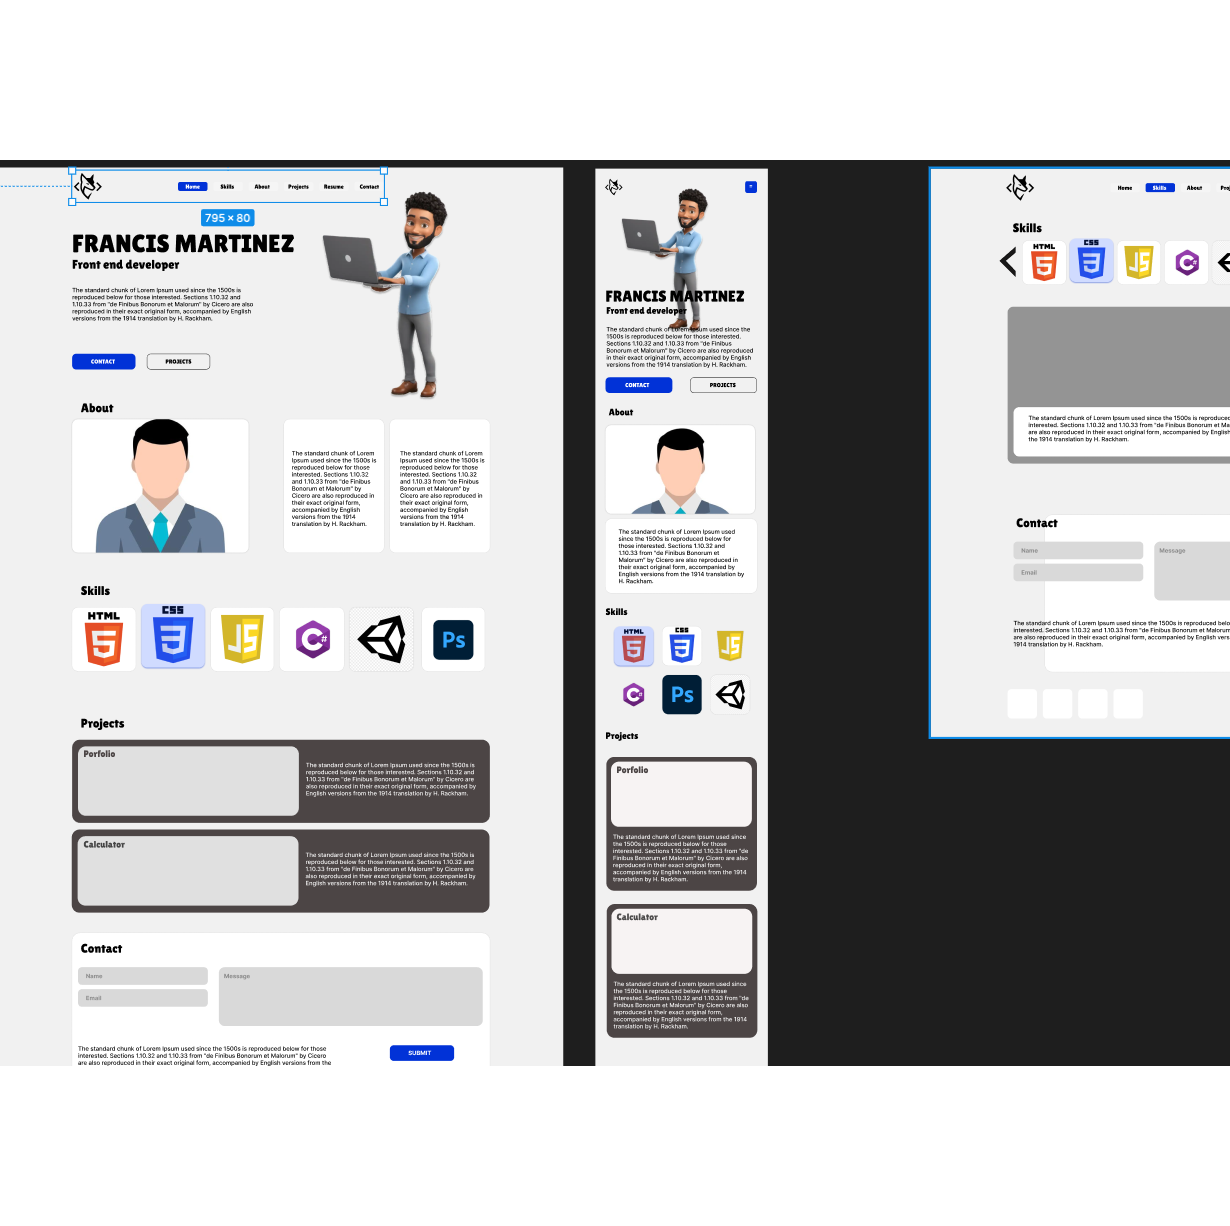 Home Skills About Projects Resume Contact
795 × 80
FRANCIS MARTINEZ
Front end developer
The standard chunk of Lorem Ipsum used since the 1500s is
reproduced below for those interested. Sections 1.10.32 and
1.10.33 from "de Finibus Bonorum et Malorum" by Cicero are also
reproduced in their exact original form, accompanied by English
versions from the 1914 translation by H. Rackham.
CONTACT PROJECTS
About
The standard chunk of Lorem
Ipsum used since the 1500s is
reproduced below for those
interested. Sections 1.10.32
and 1.10.33 from "de Finibus
Bonorum et Malorum" by
Cicero are also reproduced in
their exact original form,
accompanied by English
versions from the 1914
translation by H. Rackham.
The standard chunk of Lorem
Ipsum used since the 1500s is
reproduced below for those
interested. Sections 1.10.32
and 1.10.33 from "de Finibus
Bonorum et Malorum" by
Cicero are also reproduced in
their exact original form,
accompanied by English
versions from the 1914
translation by H. Rackham.
Skills
HTML
5
CSS
3
JS
C#
Ps
Projects
Porfolio
The standard chunk of Lorem Ipsum used since the 1500s is
reproduced below for those interested. Sections 1.10.32 and
1.10.33 from "de Finibus Bonorum et Malorum" by Cicero are
also reproduced in their exact original form, accompanied by
English versions from the 1914 translation by H. Rackham.
Calculator
The standard chunk of Lorem Ipsum used since the 1500s is
reproduced below for those interested. Sections 1.10.32 and
1.10.33 from "de Finibus Bonorum et Malorum" by Cicero are
also reproduced in their exact original form, accompanied by
English versions from the 1914 translation by H. Rackham.
Contact
Name
Email
Message
The standard chunk of Lorem Ipsum used since the 1500s is reproduced below for those
interested. Sections 1.10.32 and 1.10.33 from "de Finibus Bonorum et Malorum" by Cicero
are also reproduced in their exact original form, accompanied by English versions from the
SUBMIT
FRANCIS MARTINEZ
Front end developer
The standard chunk of Lorem Ipsum used since the
1500s is reproduced below for those interested.
Sections 1.10.32 and 1.10.33 from "de Finibus
Bonorum et Malorum" by Cicero are also reproduced
in their exact original form, accompanied by English
versions from the 1914 translation by H. Rackham.
CONTACT PROJECTS
About
The standard chunk of Lorem Ipsum used
since the 1500s is reproduced below for
those interested. Sections 1.10.32 and
1.10.33 from "de Finibus Bonorum et
Malorum" by Cicero are also reproduced in
their exact original form, accompanied by
English versions from the 1914 translation by
H. Rackham.
Skills
HTML
5
CSS
3
JS
C#
Ps
Projects
Porfolio
The standard chunk of Lorem Ipsum used since
the 1500s is reproduced below for those
interested. Sections 1.10.32 and 1.10.33 from "de
Finibus Bonorum et Malorum" by Cicero are also
reproduced in their exact original form,
accompanied by English versions from the 1914
translation by H. Rackham.
Calculator
The standard chunk of Lorem Ipsum used since
the 1500s is reproduced below for those
interested. Sections 1.10.32 and 1.10.33 from "de
Finibus Bonorum et Malorum" by Cicero are also
reproduced in their exact original form,
accompanied by English versions from the 1914
translation by H. Rackham.
Home Skills About
Skills
HTML
5
CSS
3
JS
C#
The standard chunk of Lorem Ipsum used since the 1500s is
interested. Sections 1.10.32 and 1.10.33 from "de Finibus Bonorum et
are also reproduced in their exact original form, accompanied by
the 1914 translation by H. Rackham.
Contact
Name
Email
Message
The standard chunk of Lorem Ipsum used since the 1500s is reproduced
interested. Sections 1.10.32 and 1.10.33 from "de Finibus Bonorum et
are also reproduced in their exact original form, accompanied by English
1914 translation by H. Rackham.